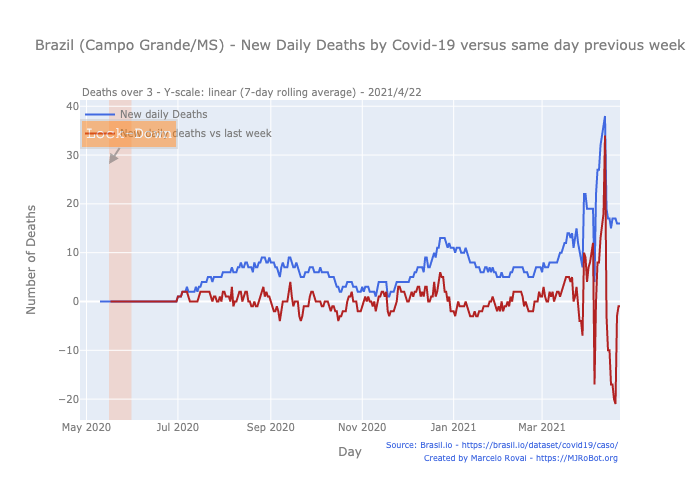 Brazil (Campo Grande/MS) - New Daily Deaths by Covid-19 versus same day previous week
Deaths over 3 - Y-scale: linear (7-day rolling average) - 2021/4/22
New daily Deaths
Lock Down
deaths vs last week
Number of Deaths
40
30
20
10
0
−10
−20
May 2020
Jul 2020
Sep 2020
Nov 2020
Jan 2021
Mar 2021
Day
Source: Brasil.io - https://brasil.io/dataset/covid19/caso/
Created by Marcelo Rovai - https://MJRoBot.org